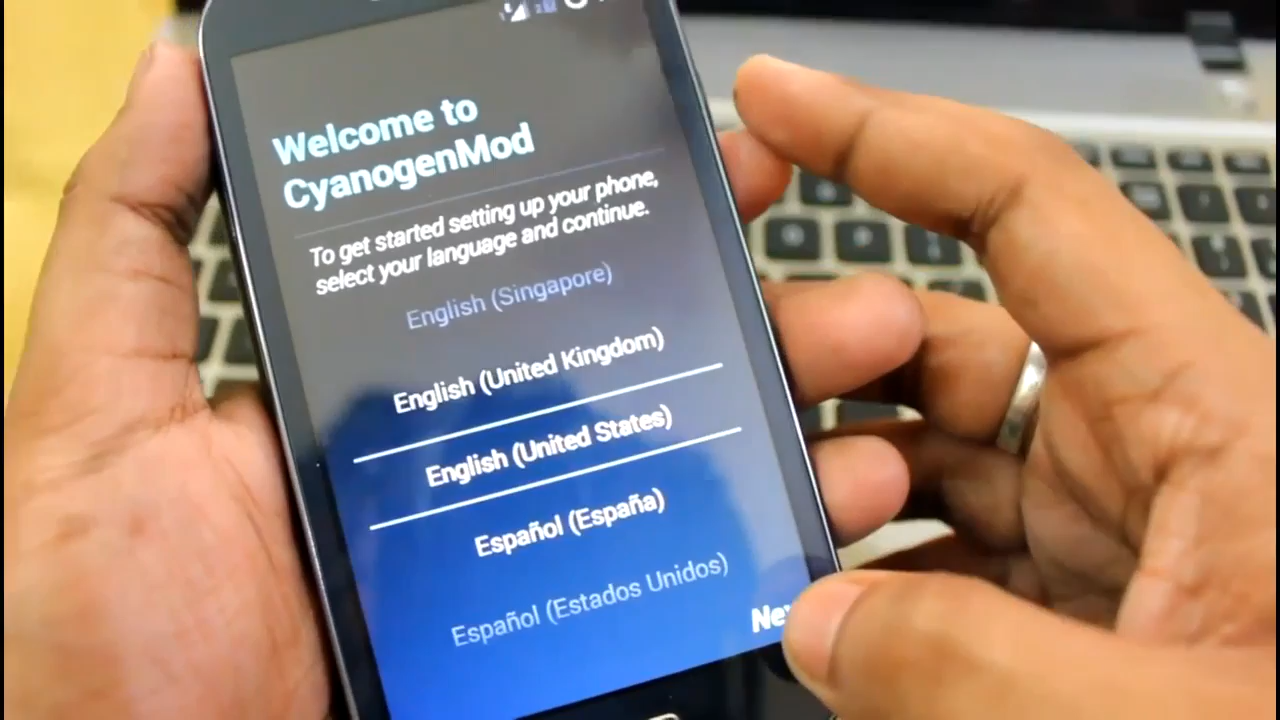 Welcome to
CyanogenMod
To get started setting up your phone,
select your language and continue.
English (Singapore)
English (United Kingdom)
English (United States)
Español (España)
Español (Estados Unidos)